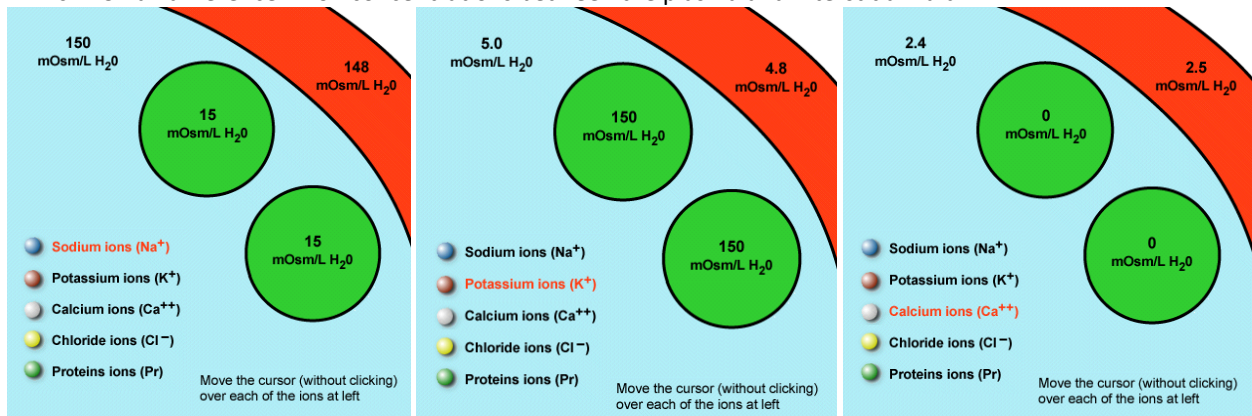 150
mOsm/L H₂0
148
mOsm/L H₂0
15
mOsm/L H₂0
15
mOsm/L H₂0
Sodium ions (Na⁺)
Potassium ions (K⁺)
Calcium ions (Ca⁺⁺)
Chloride ions (Cl⁻)
Proteins ions (Pr)
Move the cursor (without clicking)
over each of the ions at left
5.0
mOsm/L H₂0
4.8
mOsm/L H₂0
150
mOsm/L H₂0
150
mOsm/L H₂0
Sodium ions (Na⁺)
Potassium ions (K⁺)
Calcium ions (Ca⁺⁺)
Chloride ions (Cl⁻)
Proteins ions (Pr)
Move the cursor (without clicking)
over each of the ions at left
2.4
mOsm/L H₂0
2.5
mOsm/L H₂0
0
mOsm/L H₂0
0
mOsm/L H₂0
Sodium ions (Na⁺)
Potassium ions (K⁺)
Calcium ions (Ca⁺⁺)
Chloride ions (Cl⁻)
Proteins ions (Pr)
Move the cursor (without clicking)
over each of the ions at left